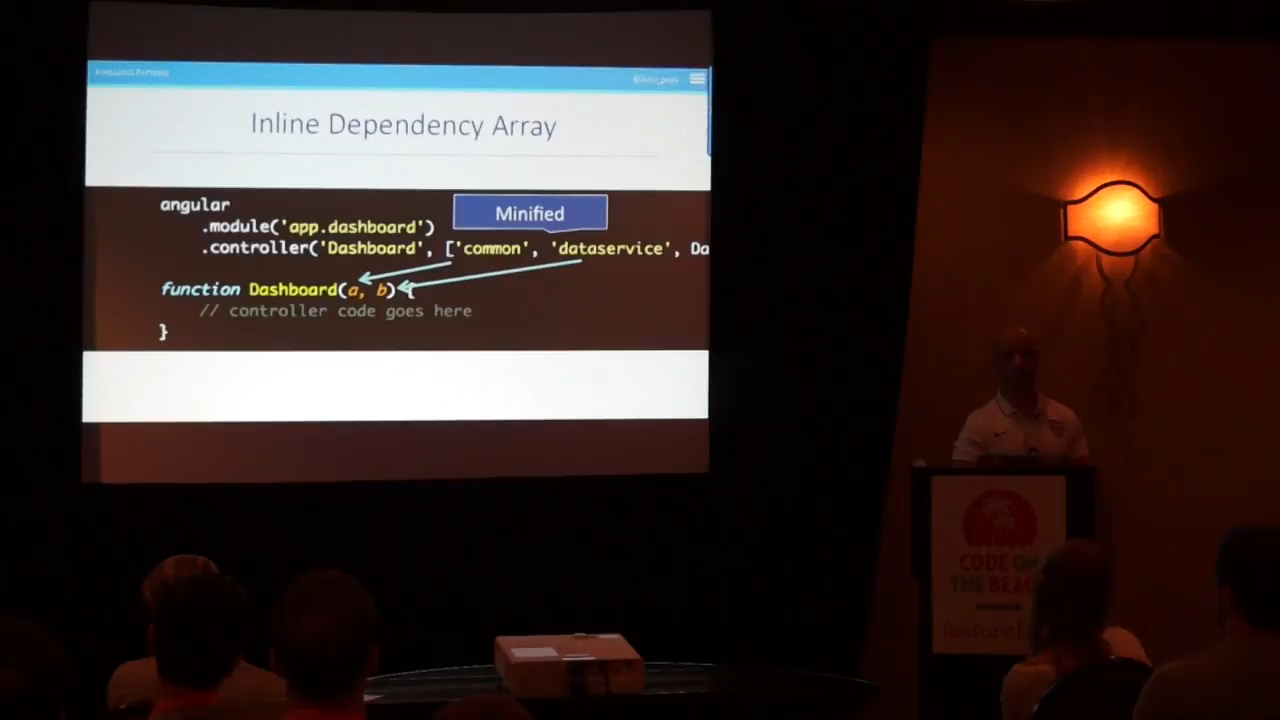 Inline Dependency Array
angular
.module('app.dashboard')
Minified
.controller('Dashboard', ['common', 'dataservice', Da
function Dashboard(a, b) {
// controller code goes here
}
CODE ON
THE BEAC